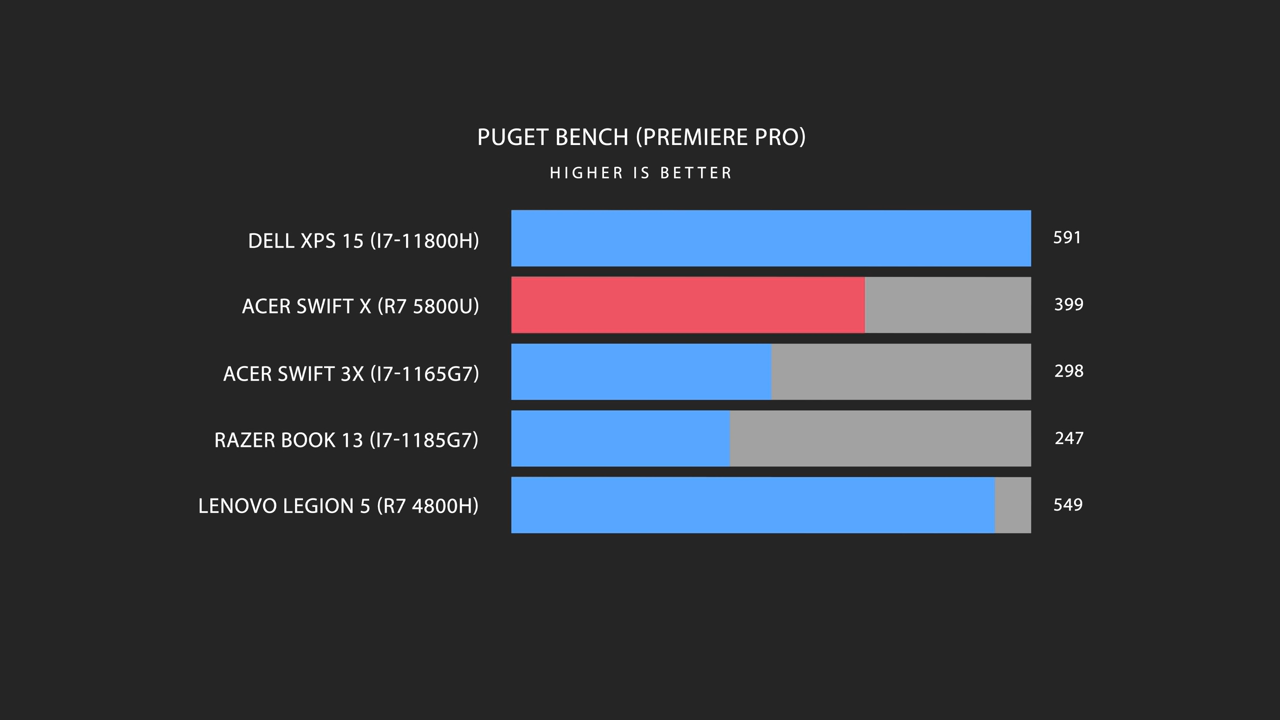 PUGET BENCH (PREMIERE PRO)
HIGHER IS BETTER
DELL XPS 15 (I7-11800H) 591
ACER SWIFT X (R7 5800U) 399
ACER SWIFT 3X (I7-1165G7) 298
RAZER BOOK 13 (I7-1185G7) 247
LENOVO LEGION 5 (R7 4800H) 549